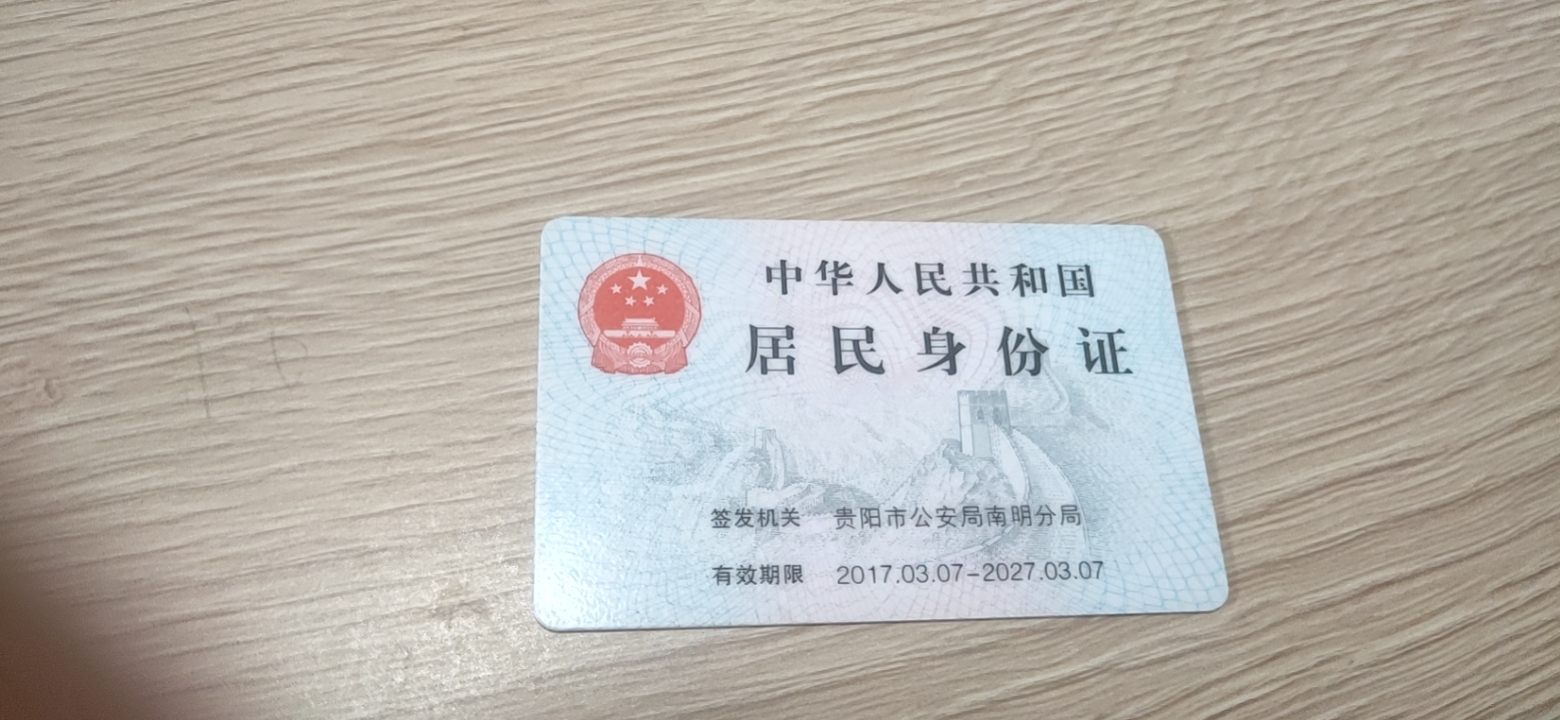 中华人民共和国
居民身份证
签发机关 贵阳市公安局南明分局
有效期限 2017.03.07-2027.03.07